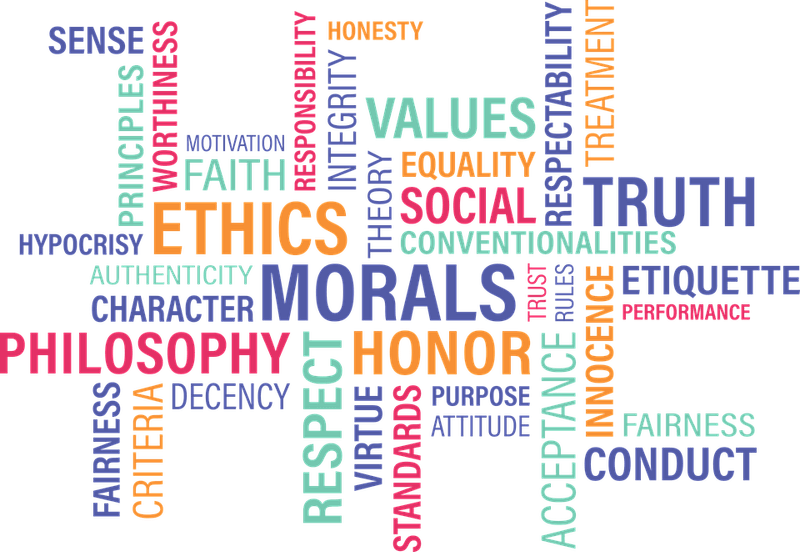 SENSE
PRINCIPLES
WORTHINESS
MOTIVATION
FAITH
RESPONSIBILITY
HONESTY
INTEGRITY
VALUES
EQUALITY
THEORY
SOCIAL
RESPECTABILITY
TREATMENT
TRUTH
HYPOCRISY
ETHICS
CONVENTIONALITIES
AUTHENTICITY
CHARACTER
MORALS
TRUST
RULES
INNOCENCE
ETIQUETTE
PERFORMANCE
PHILOSOPHY
RESPECT
HONOR
ACCEPTANCE
FAIRNESS
CRITERIA
DECENCY
VIRTUE
STANDARDS
PURPOSE
ATTITUDE
FAIRNESS
CONDUCT